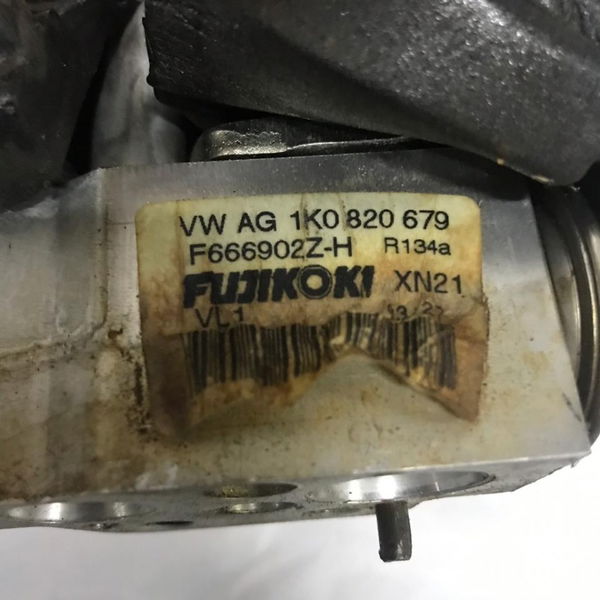 VW AG 1K0 820 679
F666902Z-H R134a
FUJIKOKI XN21
VL1